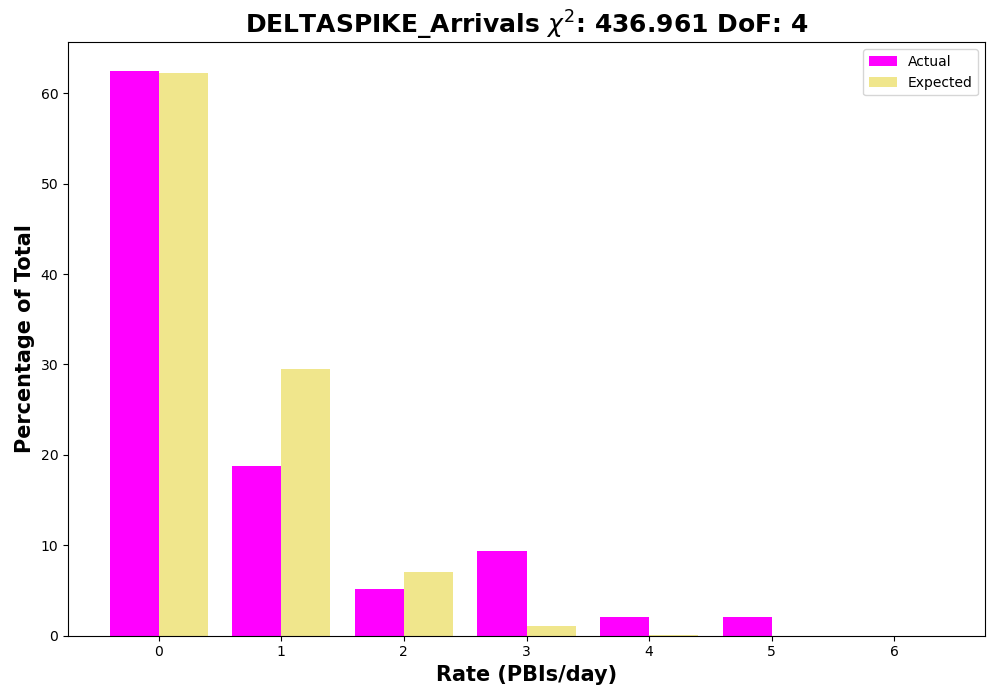 DELTASPIKE_Arrivals χ²: 436.961 DoF: 4
Actual
Expected
Percentage of Total
60
50
40
30
20
10
0
0 1 2 3 4 5 6
Rate (PBIs/day)